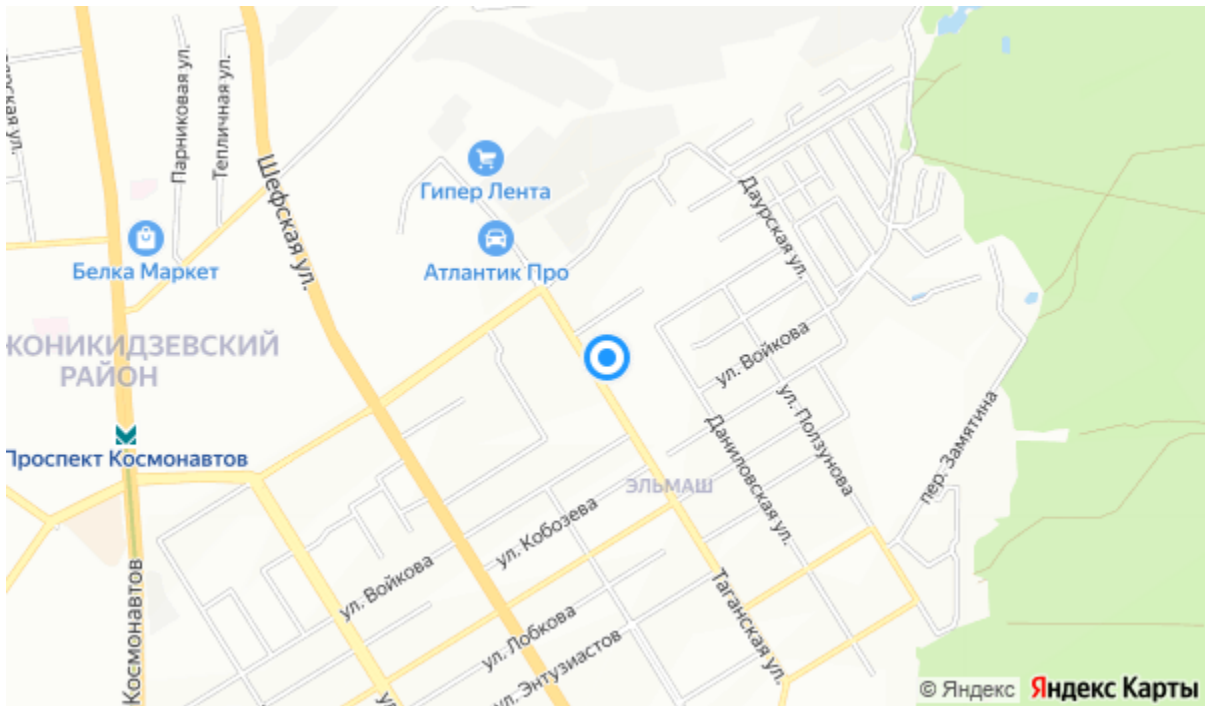 Парниковая ул.
Тепличная ул.
Шефская ул.
Гипер Лента
Даурская ул.
Белка Маркет
Атлантик Про
ЖОНИКИДЗЕВСКИЙ
РАЙОН
ул. Войкова
ул. Ползунова
пер. Замятина
Проспект Космонавтов
Даниловская ул.
ЭЛЬМАШ
ул. Кобозева
ул. Войкова
Таганская ул.
ул. Лобкова
ул. Энтузиастов
Космонавтов
© Яндекс Яндекс Карты